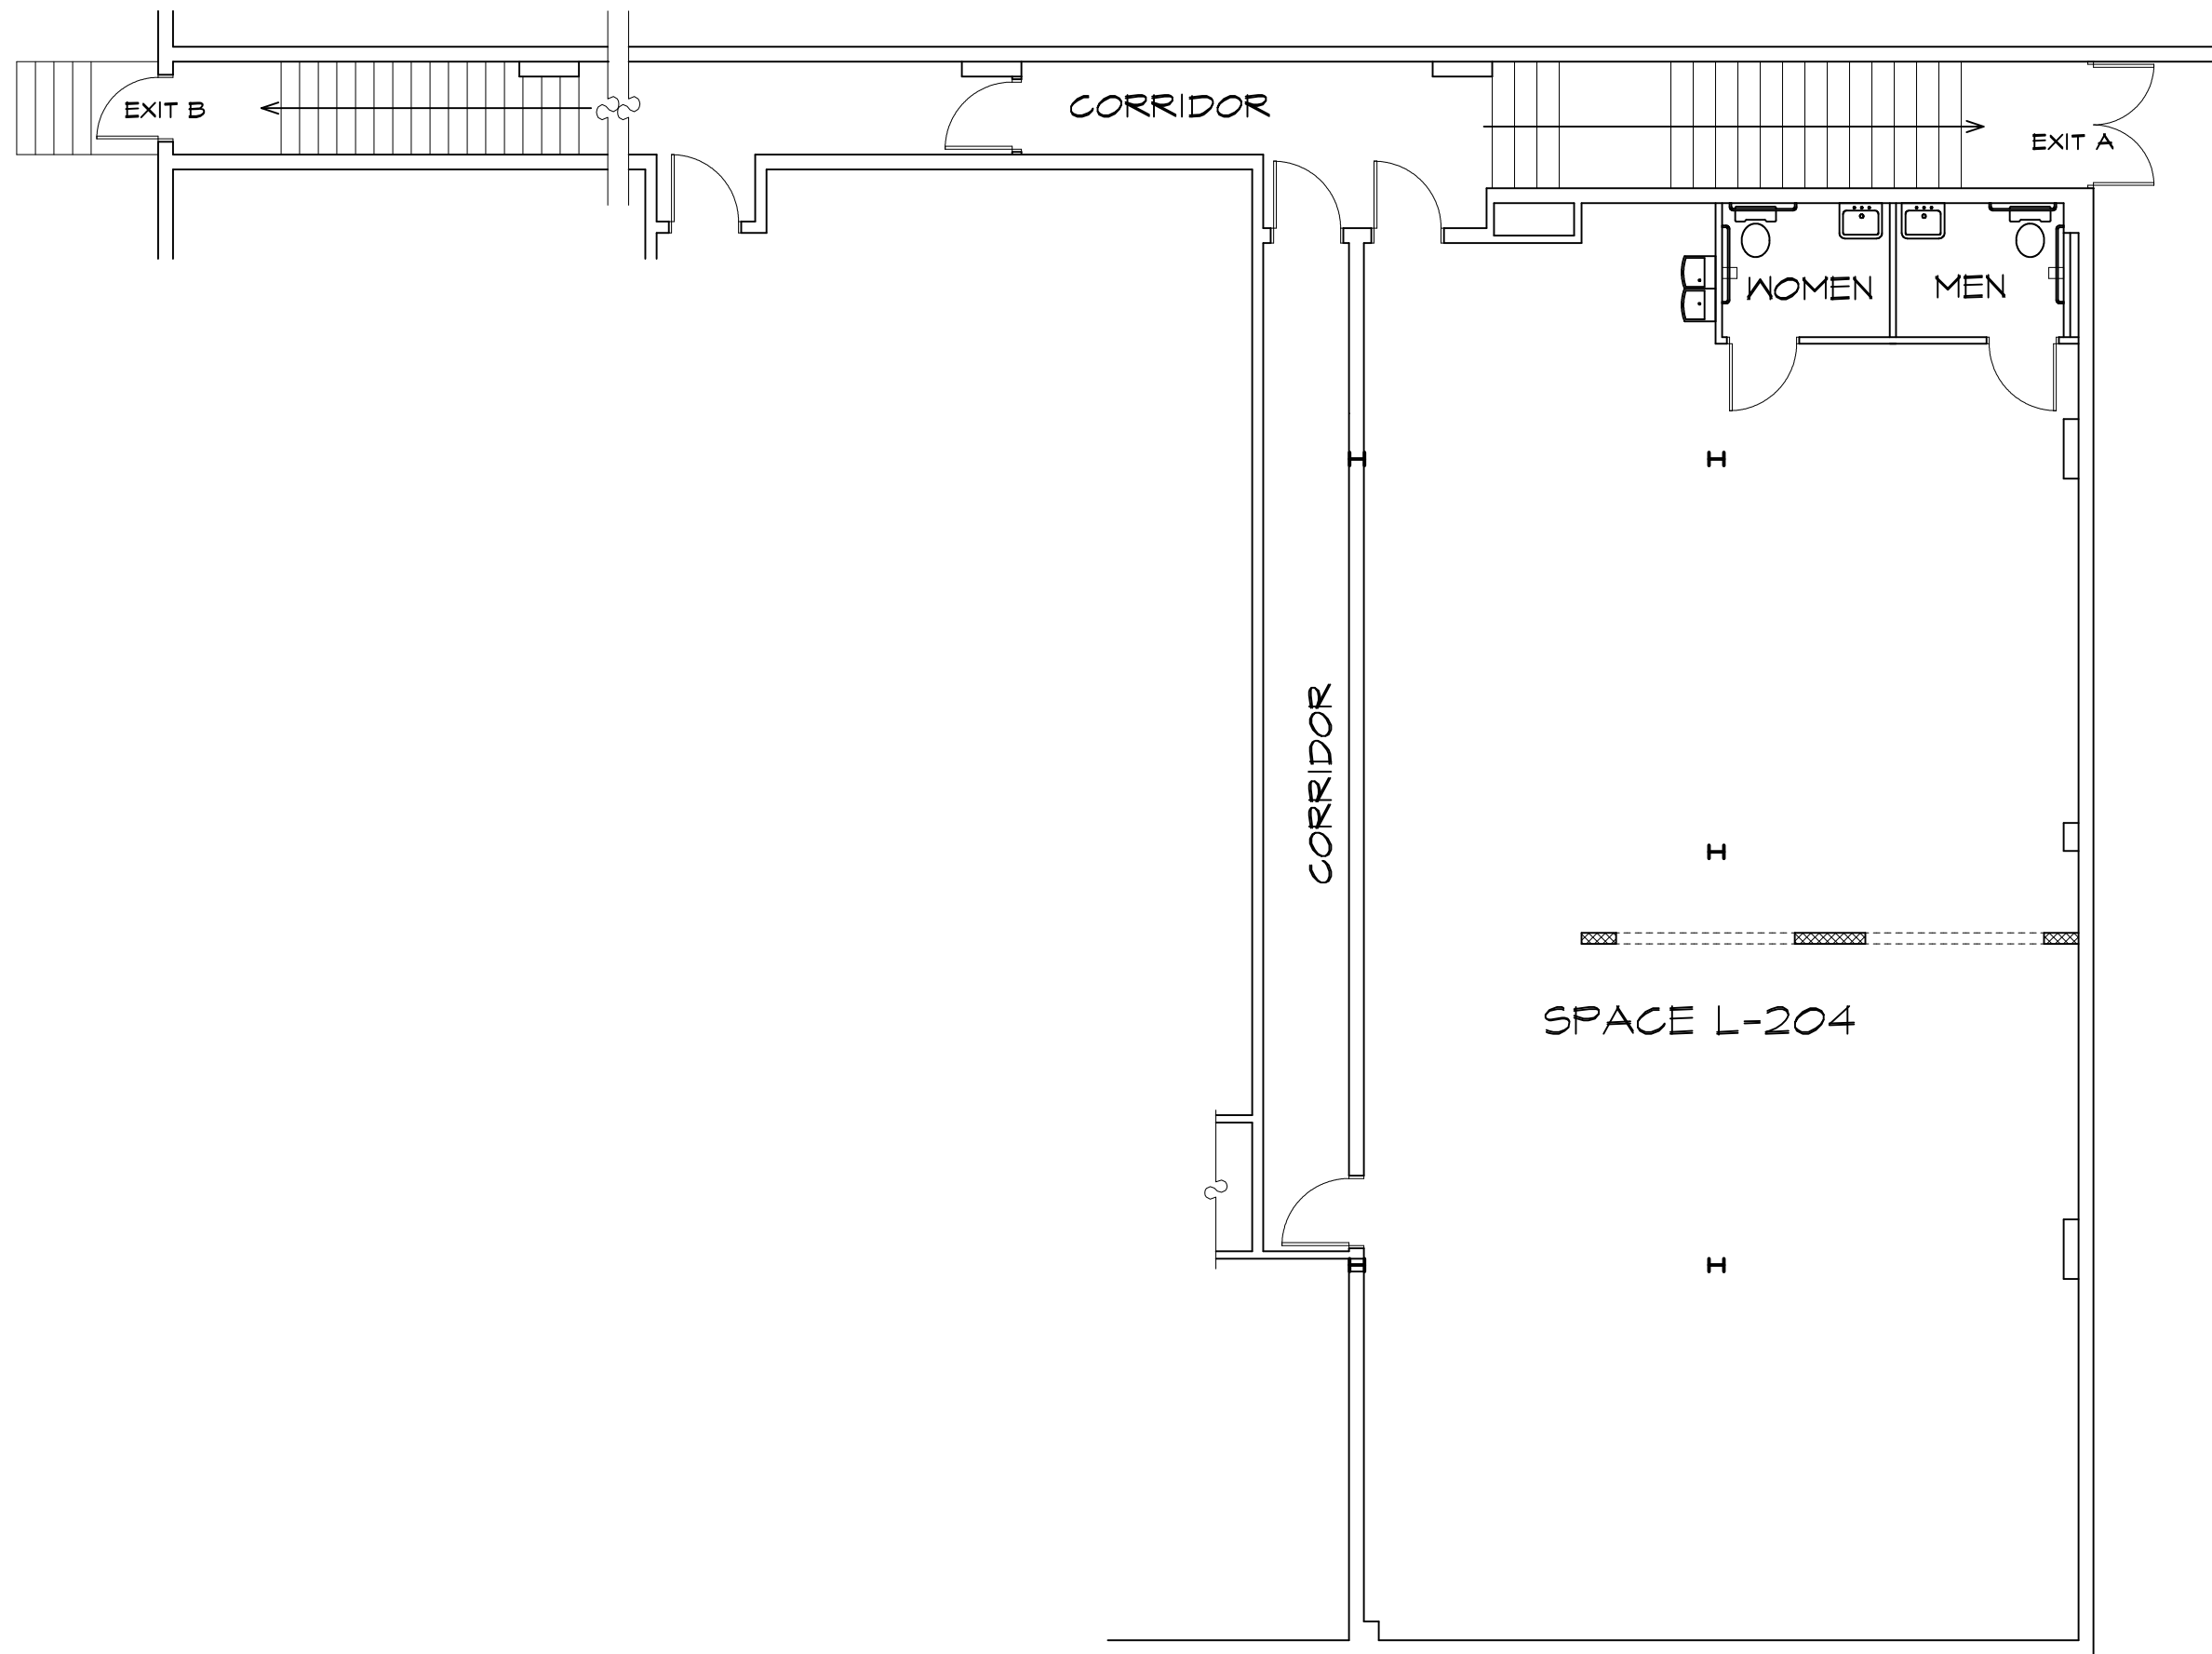 EXIT B
CORRIDOR
EXIT A
WOMEN
MEN
CORRIDOR
SPACE L-204